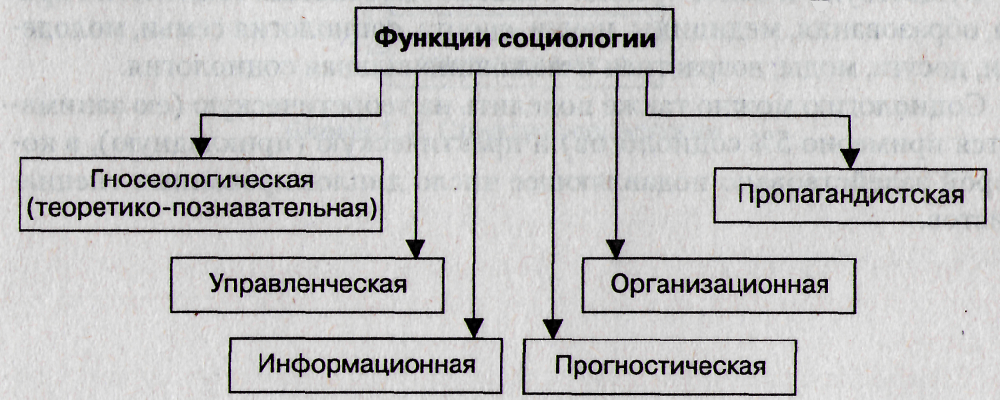 Функции социологии
Гносеологическая
(теоретико-познавательная)
Пропагандистская
Управленческая
Организационная
Информационная
Прогностическая